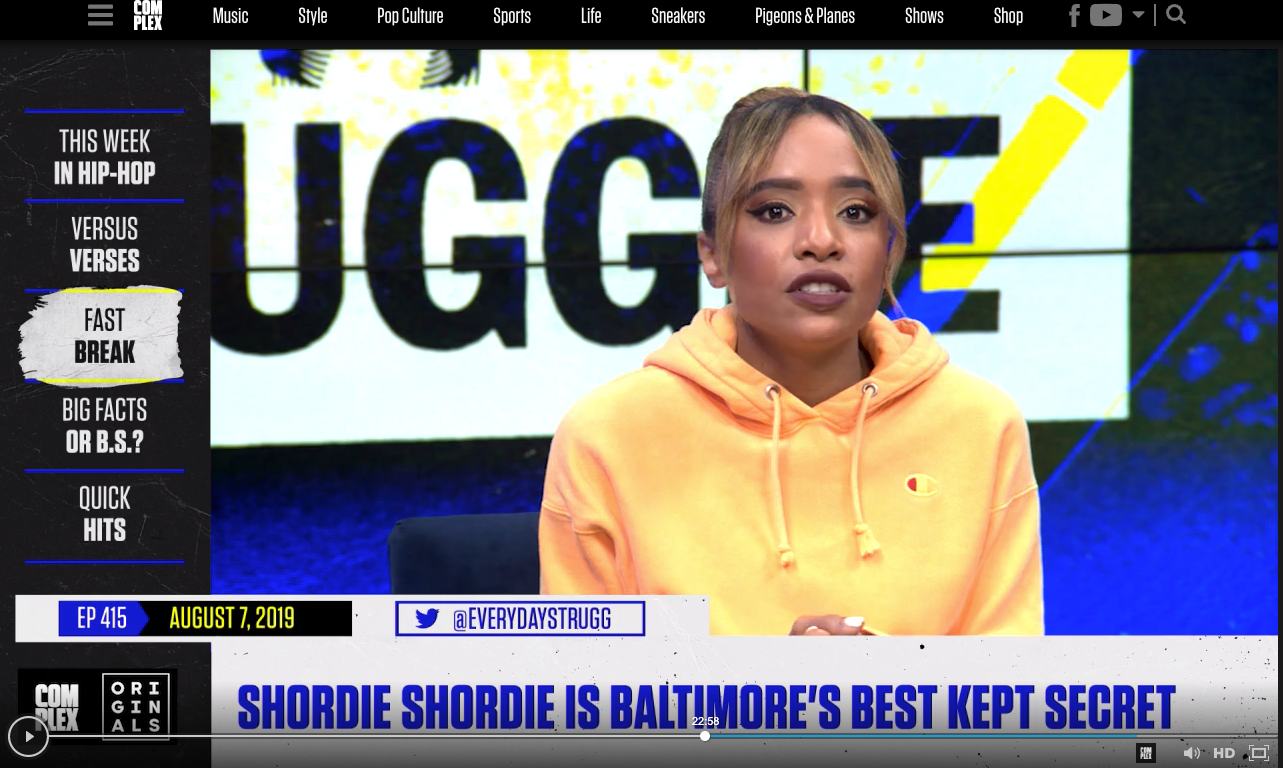 COM
PLEX
Music Style Pop Culture Sports Life Sneakers Pigeons & Planes Shows Shop
UGG E
THIS WEEK
IN HIP-HOP
VERSUS
VERSES
FAST
BREAK
BIG FACTS
OR B.S.?
QUICK
HITS
EP 415 AUGUST 7, 2019 @EVERYDAYSTRUGG
COM
PLEX
ORI
GIN
ALS
SHORDIE SHORDIE IS BALTIMORE'S BEST KEPT SECRET
22:58
COM
PLEX
HD